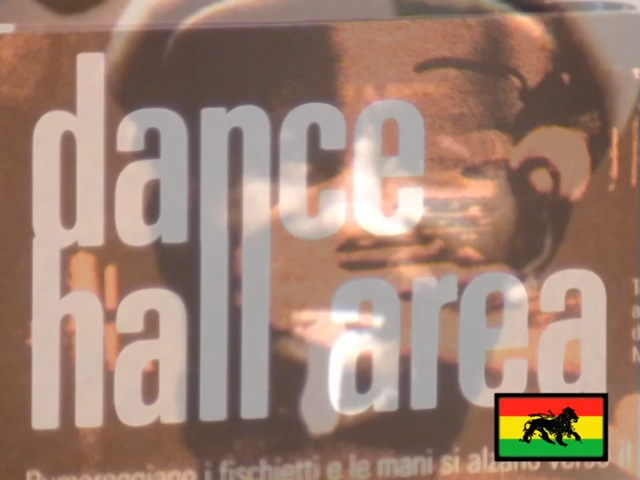 dance
hall area
Rumoreggiano i fischietti e le mani si alzano verso il